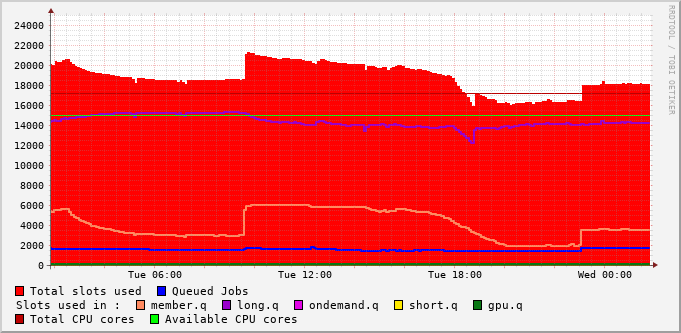 RRDTOOL / TOBI OETIKER
24000
22000
20000
18000
16000
14000
12000
10000
8000
6000
4000
2000
0
Tue 06:00 Tue 12:00 Tue 18:00 Wed 00:00
Total slots used Queued Jobs
Slots used in : member.q long.q ondemand.q short.q gpu.q
Total CPU cores Available CPU cores